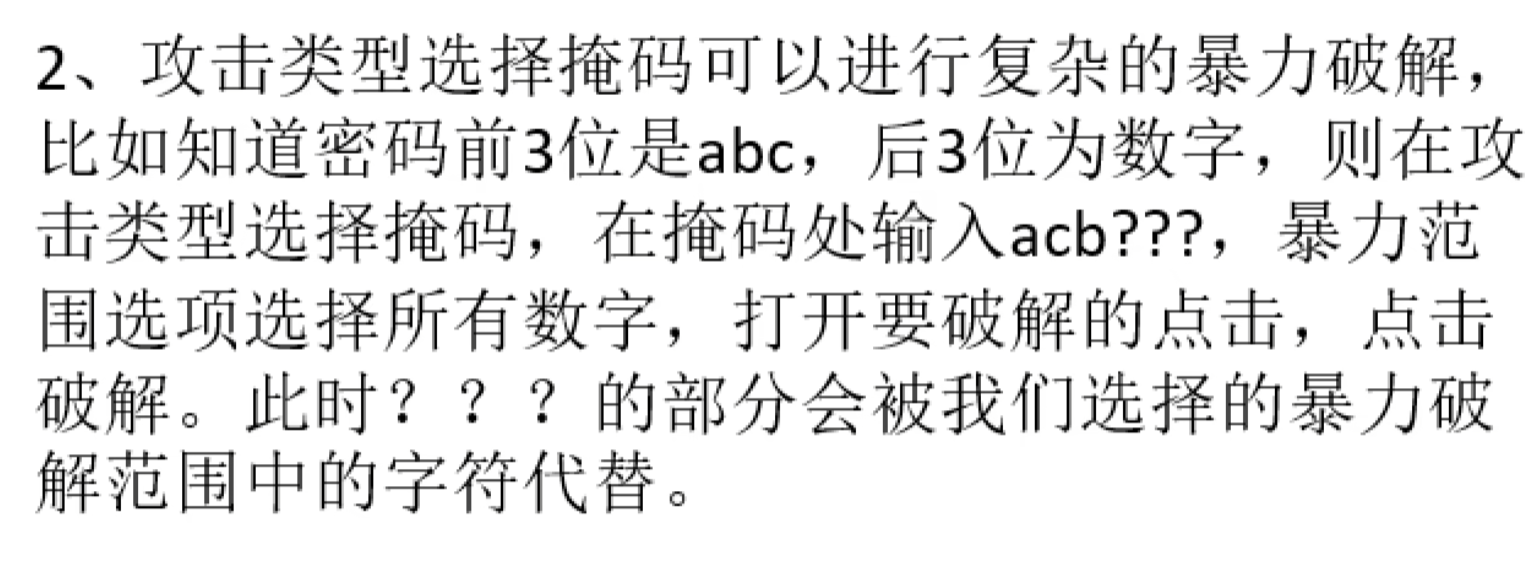 2、攻击类型选择掩码可以进行复杂的暴力破解，
比如知道密码前3位是abc，后3位为数字，则在攻
击类型选择掩码，在掩码处输入acb???，暴力范
围选项选择所有数字，打开要破解的点击，点击
破解。此时？？？的部分会被我们选择的暴力破
解范围中的字符代替。